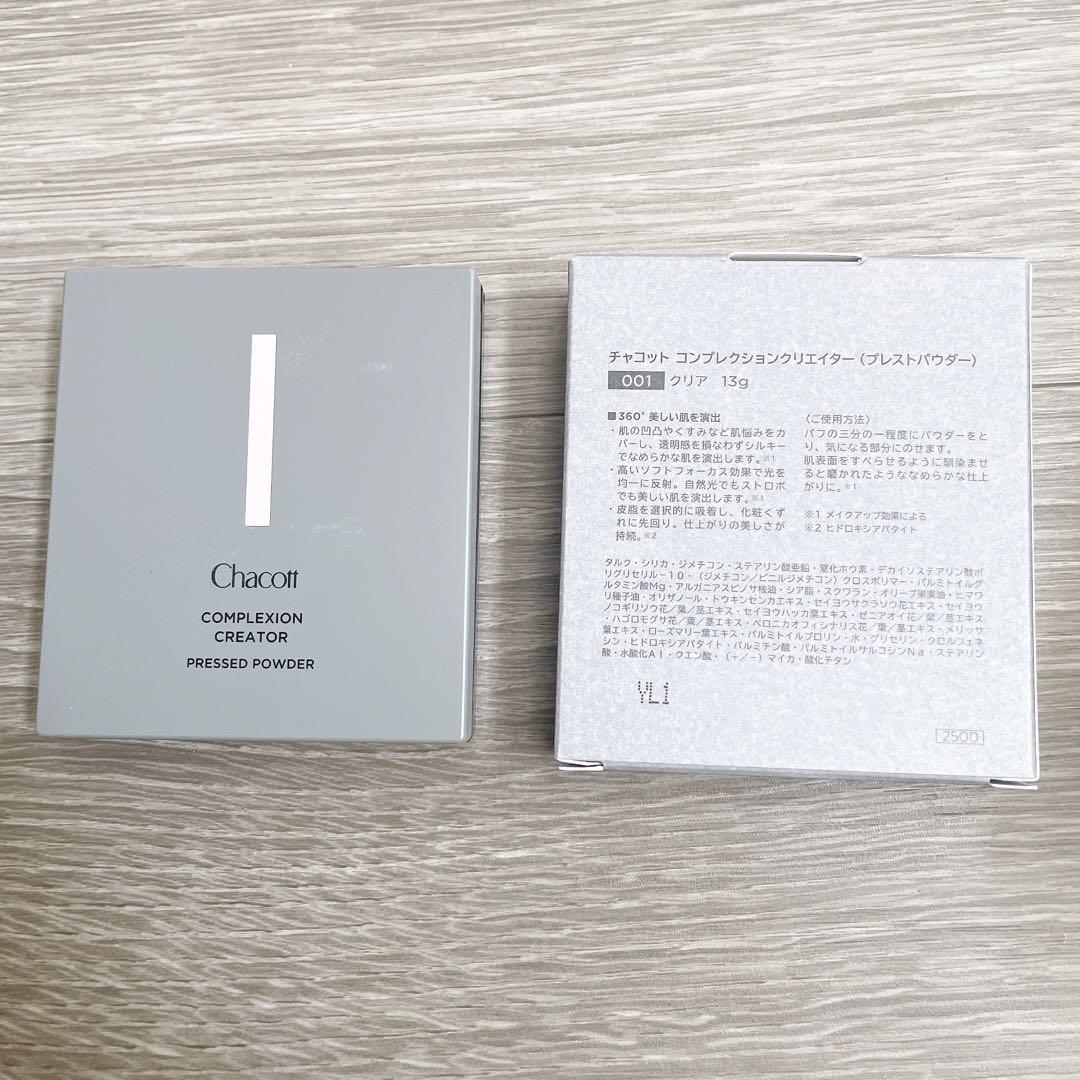 Chacott
COMPLEXION
CREATOR
PRESSED POWDER
チャコット コンプレクションクリエイター（プレストパウダー）
001 クリア 13g
■360° 美しい肌を演出
・肌の凹凸やくすみなど肌悩みをカ
バーし、透明感を損なわずシルキー
でなめらかな肌を演出します。※1
・高いソフトフォーカス効果で光を
均一に反射。自然光でもストロボ
でも美しい肌を演出します。※1
・皮脂を選択的に吸着し、化粧くず
れに先回り。仕上がりの美しさが
持続。※2
〈ご使用方法〉
パフの三分の一程度にパウダーをと
り、気になる部分にのせます。
肌表面をすべらせるように馴染ませ
ると磨かれたようななめらかな仕上
がりに。※1
※1 メイクアップ効果による
※2 ヒドロキシアパタイト
タルク・シリカ・ジメチコン・ステアリン酸亜鉛・窒化ホウ素・デカイソステアリン酸ポ
リグリセリル－10・（ジメチコン／ビニルジメチコン）クロスポリマー・パルミトイルグ
ルタミン酸Mg・アルガニアスピノサ核油・シア脂・スクワラン・オリーブ果実油・ヒマワ
リ種子油・オリザノール・トウキンセンカエキス・セイヨウサクラソウ花エキス・セイヨウ
ノコギリソウ花／葉／茎エキス・セイヨウハッカ葉エキス・ゼニアオイ花／葉／茎エキス
・ハゴロモグサ花／葉／茎エキス・ベロニカオフィシナリス花／葉／茎エキス・メリッサ
葉エキス・ローズマリー葉エキス・パルミトイルプロリン・水・グリセリン・クロルフェネ
シン・ヒドロキシアパタイト・パルミチン酸・パルミトイルサルコシンNa・ステアリン
酸・水酸化Al・クエン酸・（＋／－）マイカ・酸化チタン
YL1
2500